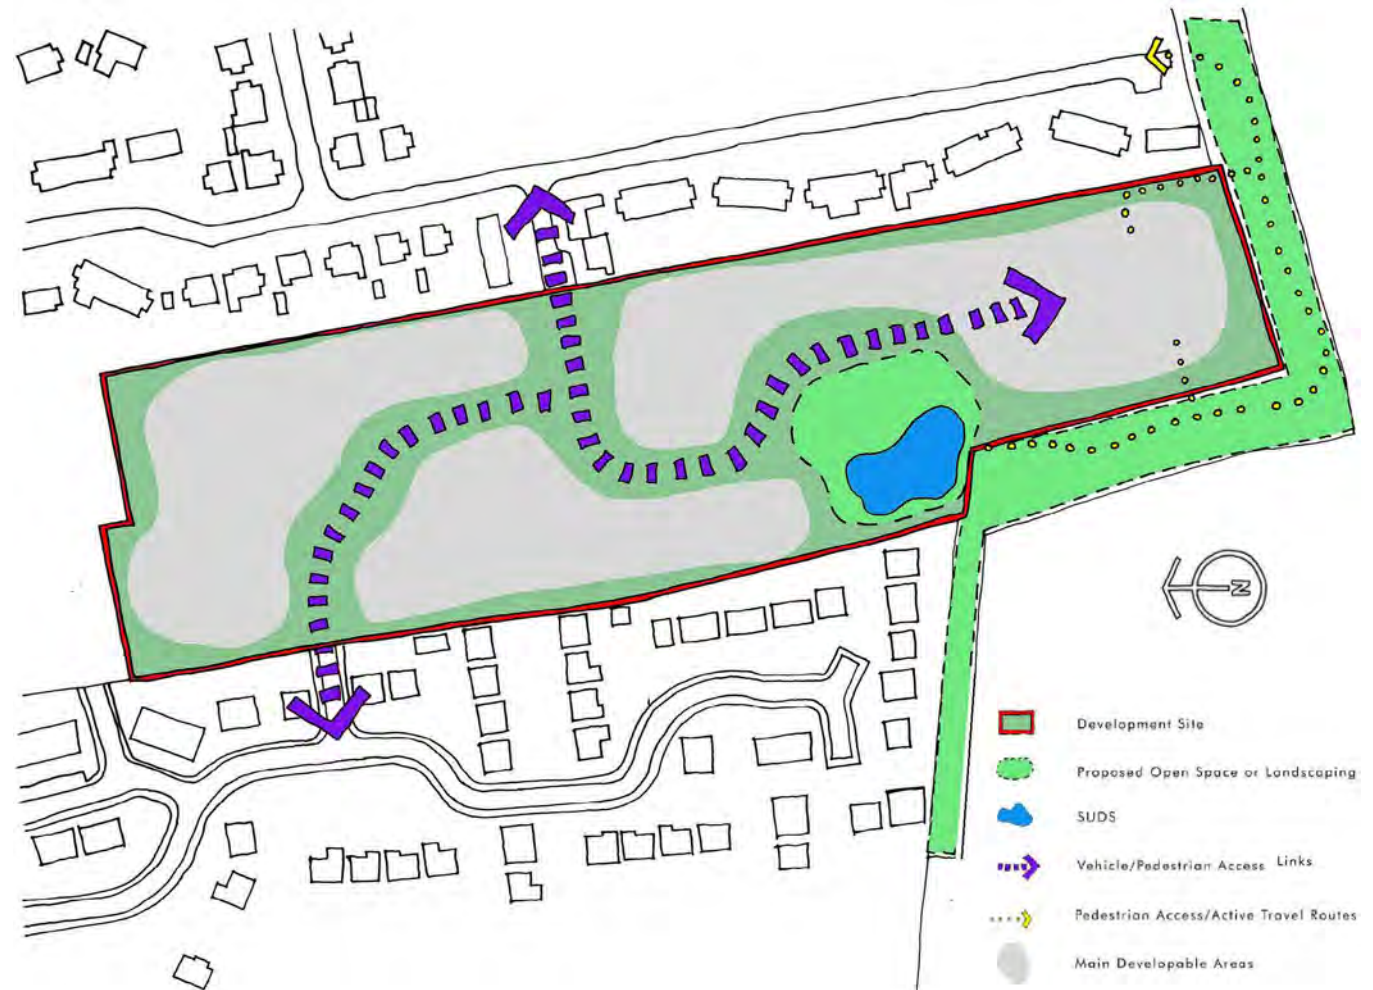 N
Development Site
Proposed Open Space or Landscaping
SUDS
Vehicle/Pedestrian Access Links
Pedestrian Access/Active Travel Routes
Main Developable Areas